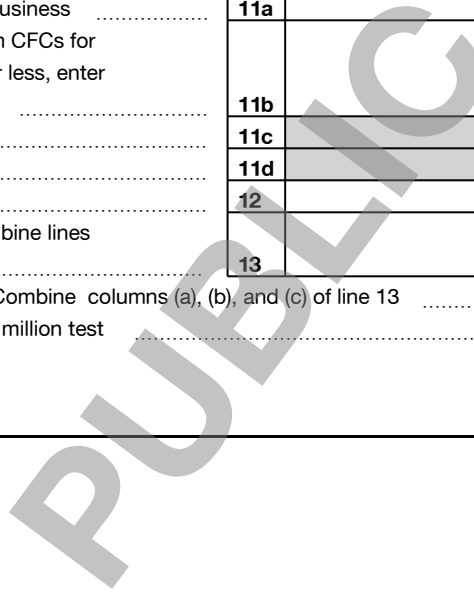 usiness ........................... 11a
n CFCs for
r less, enter
............................................. 11b
............................................. 11c
............................................. 11d
............................................. 12
bine lines
............................................. 13
Combine columns (a), (b), and (c) of line 13 ............
million test ............................................................
PUBLIC